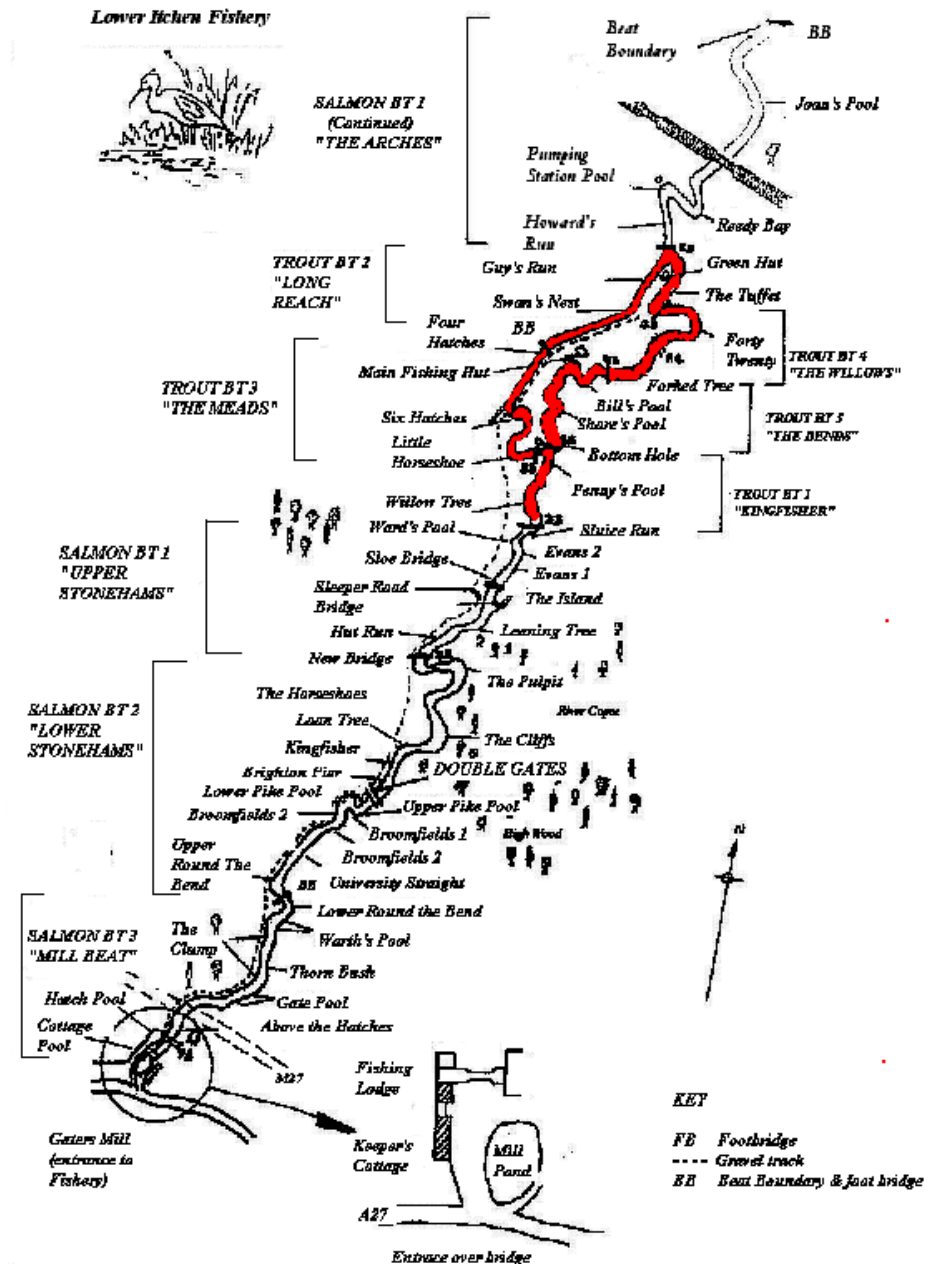 Lower Itchen Fishery
Beat
Boundary
BB
SALMON BT 1
(Continued)
"THE ARCHES"
Joan's Pool
Pumping
Station Pool
Howard's
Run
Reedy Bay
TROUT BT 2
"LONG
REACH"
Guy's Run
Green Hut
Swan's Nest
The Tuffet
Four
Hatches
BB
Forty
Twenty
TROUT BT 4
"THE WILLOWS"
TROUT BT 3
"THE MEADS"
Main Fishing Hut
Forked Tree
Bill's Pool
Six Hatches
Share's Pool
TROUT BT 5
"THE BENDS"
Little
Horseshoe
Bottom Hole
Penny's Pool
TROUT BT 1
"KINGFISHER"
Willow Tree
Ward's Pool
Sluice Run
SALMON BT 1
"UPPER
STONEHAMS"
Evans 2
Sloe Bridge
Evans 1
Sleeper Road
Bridge
The Island
Hut Run
Leaning Tree
New Bridge
The Pulpit
SALMON BT 2
"LOWER
STONEHAMS"
The Horseshoes
River Copse
Loan Tree
The Cliffs
Kingfisher
Brighton Pier
DOUBLE GATES
Lower Pike Pool
Upper Pike Pool
Broomfields 2
Broomfields 1
High Wood
Broomfields 2
Upper
Round The
Bend
BB
University Straight
N
Lower Round the Bend
SALMON BT 3
"MILL BEAT"
The
Clump
Warth's Pool
Thorn Bush
Hatch Pool
Gate Pool
Cottage
Pool
Above the Hatches
M27
Fishing
Lodge
KEY
Gaters Mill
(entrance to
Fishery)
Keeper's
Cottage
Mill
Pond
FB Footbridge
Gravel track
BB Beat Boundary & foot bridge
A27
Entrance over bridge